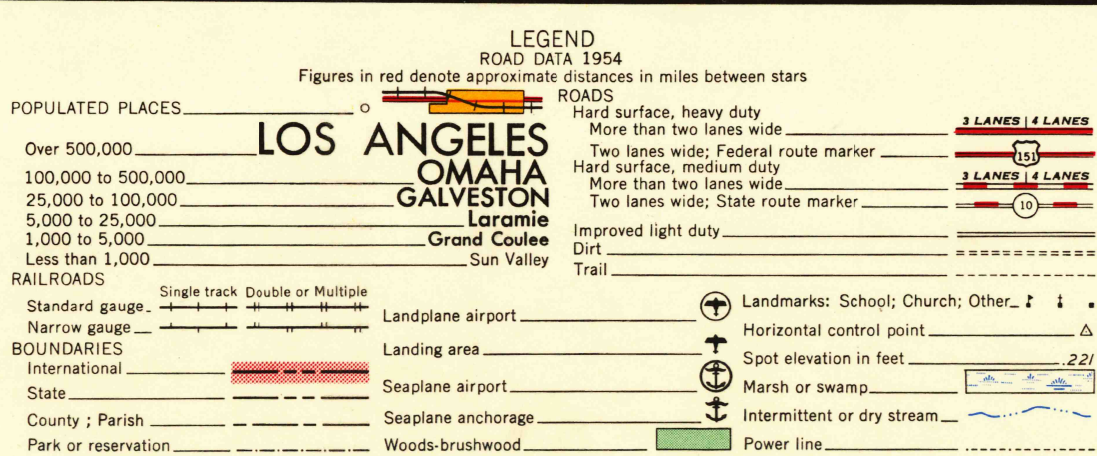 LEGEND
ROAD DATA 1954
Figures in red denote approximate distances in miles between stars
POPULATED PLACES
Over 500,000 LOS ANGELES
100,000 to 500,000 OMAHA
25,000 to 100,000 GALVESTON
5,000 to 25,000 Laramie
1,000 to 5,000 Grand Coulee
Less than 1,000 Sun Valley
RAILROADS
Single track Double or Multiple
Standard gauge
Narrow gauge
BOUNDARIES
International
State
County ; Parish
Park or reservation
Landplane airport
Landing area
Seaplane airport
Seaplane anchorage
Woods-brushwood
ROADS
Hard surface, heavy duty
More than two lanes wide 3 LANES | 4 LANES
Two lanes wide; Federal route marker 151
Hard surface, medium duty
More than two lanes wide 3 LANES | 4 LANES
Two lanes wide; State route marker 10
Improved light duty
Dirt
Trail
Landmarks: School; Church; Other
Horizontal control point
Spot elevation in feet .221
Marsh or swamp
Intermittent or dry stream
Power line